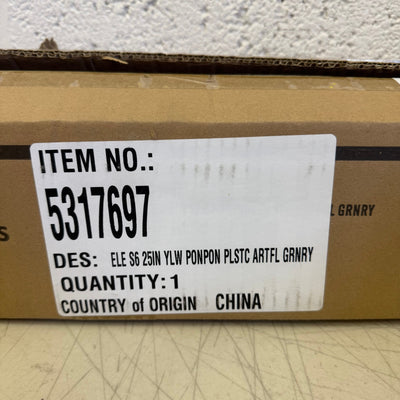 ITEM NO.:
5317697
L GRNRY
S
DES: ELE S6 25IN YLW PONPON PLSTC ARTFL GRNRY
QUANTITY: 1
COUNTRY of ORIGIN CHINA